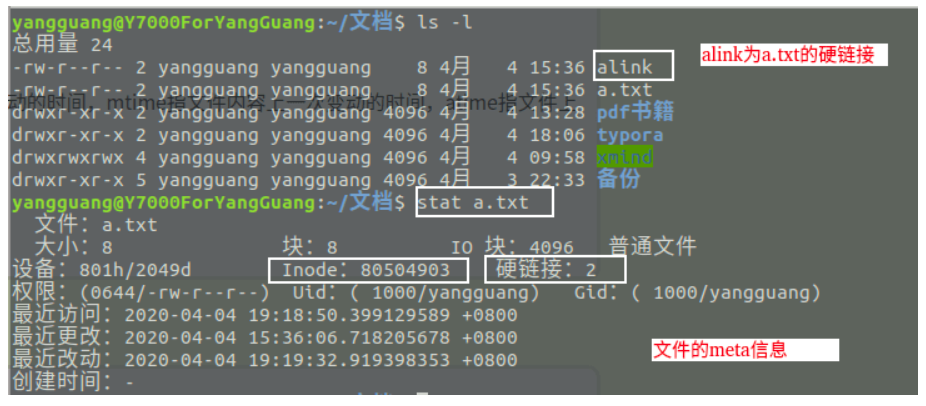 yangguang@Y7000ForYangGuang:~/文档$ ls -l
总用量 24
alink为a.txt的硬链接
-rw-r--r-- 2 yangguang yangguang 8 4月 4 15:36 alink
-rw-r--r-- 2 yangguang yangguang 8 4月 4 15:36 a.txt
动的时间，mtime指文件内容上一次变动的时间，atime指文件上
drwxr-xr-x 2 yangguang yangguang 4096 4月 4 13:28 pdf书籍
drwxr-xr-x 2 yangguang yangguang 4096 4月 4 18:06 typora
drwxrwxrwx 4 yangguang yangguang 4096 4月 4 09:58 xmind
drwxr-xr-x 5 yangguang yangguang 4096 4月 3 22:33 备份
yangguang@Y7000ForYangGuang:~/文档$ stat a.txt
文件：a.txt
大小：8 块：8 IO 块：4096 普通文件
设备：801h/2049d Inode：80504903 硬链接：2
权限：(0644/-rw-r--r--) Uid：( 1000/yangguang) Gid：( 1000/yangguang)
最近访问：2020-04-04 19:18:50.399129589 +0800
最近更改：2020-04-04 15:36:06.718205678 +0800
文件的meta信息
最近改动：2020-04-04 19:19:32.919398353 +0800
创建时间：-